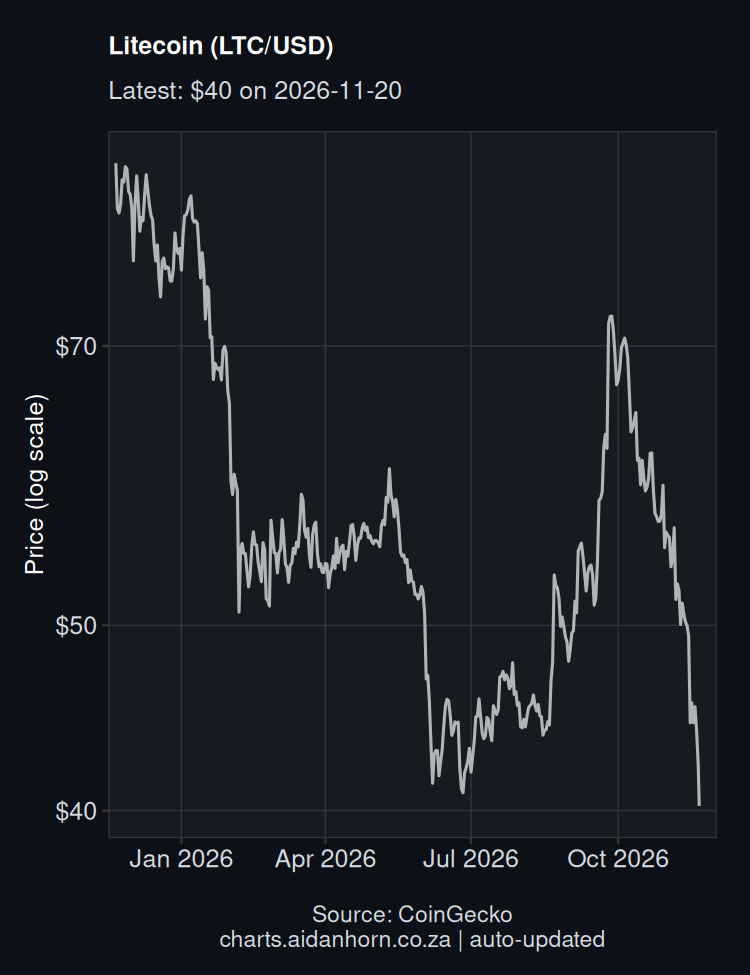 Litecoin (LTC/USD)
Latest: $40 on 2026-11-20
Price (log scale)
$70
$50
$40
Jan 2026 Apr 2026 Jul 2026 Oct 2026
Source: CoinGecko
charts.aidanhorn.co.za | auto-updated